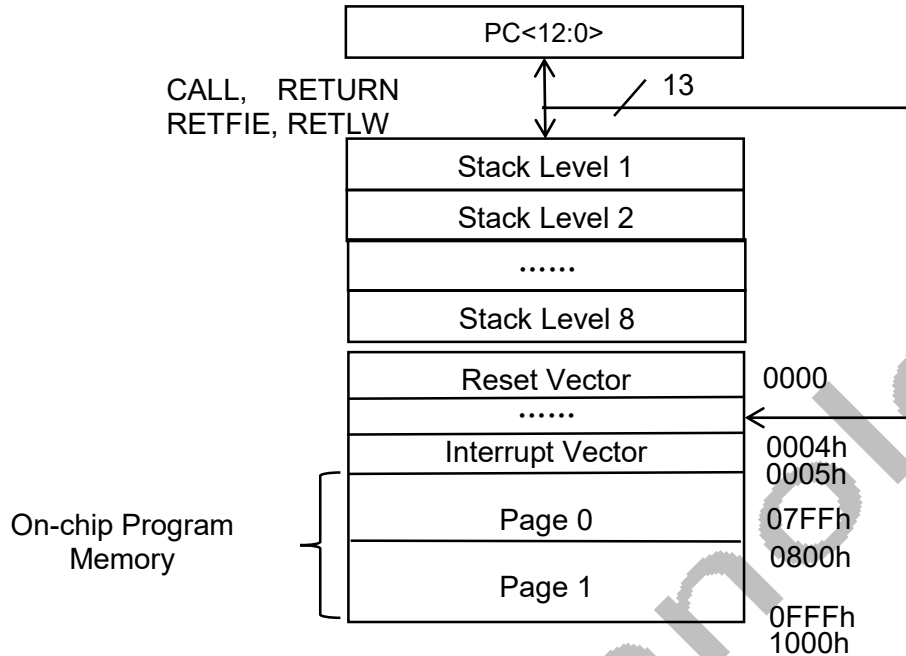 PC<12:0>
13
CALL, RETURN
RETFIE, RETLW
Stack Level 1
Stack Level 2
......
Stack Level 8
Reset Vector 0000
......
Interrupt Vector 0004h
0005h
On-chip Program
Memory
Page 0 07FFh
0800h
Page 1
0FFFh
1000h